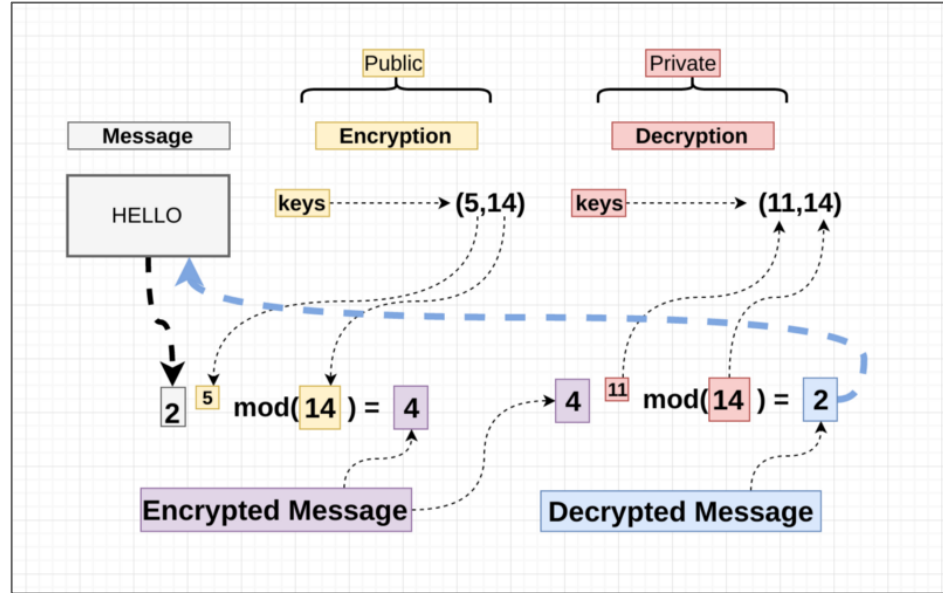 Public
Private
Message
Encryption
Decryption
HELLO
keys
(5,14)
keys
(11,14)
2 5 mod( 14 ) = 4
4 11 mod( 14 ) = 2
Encrypted Message
Decrypted Message